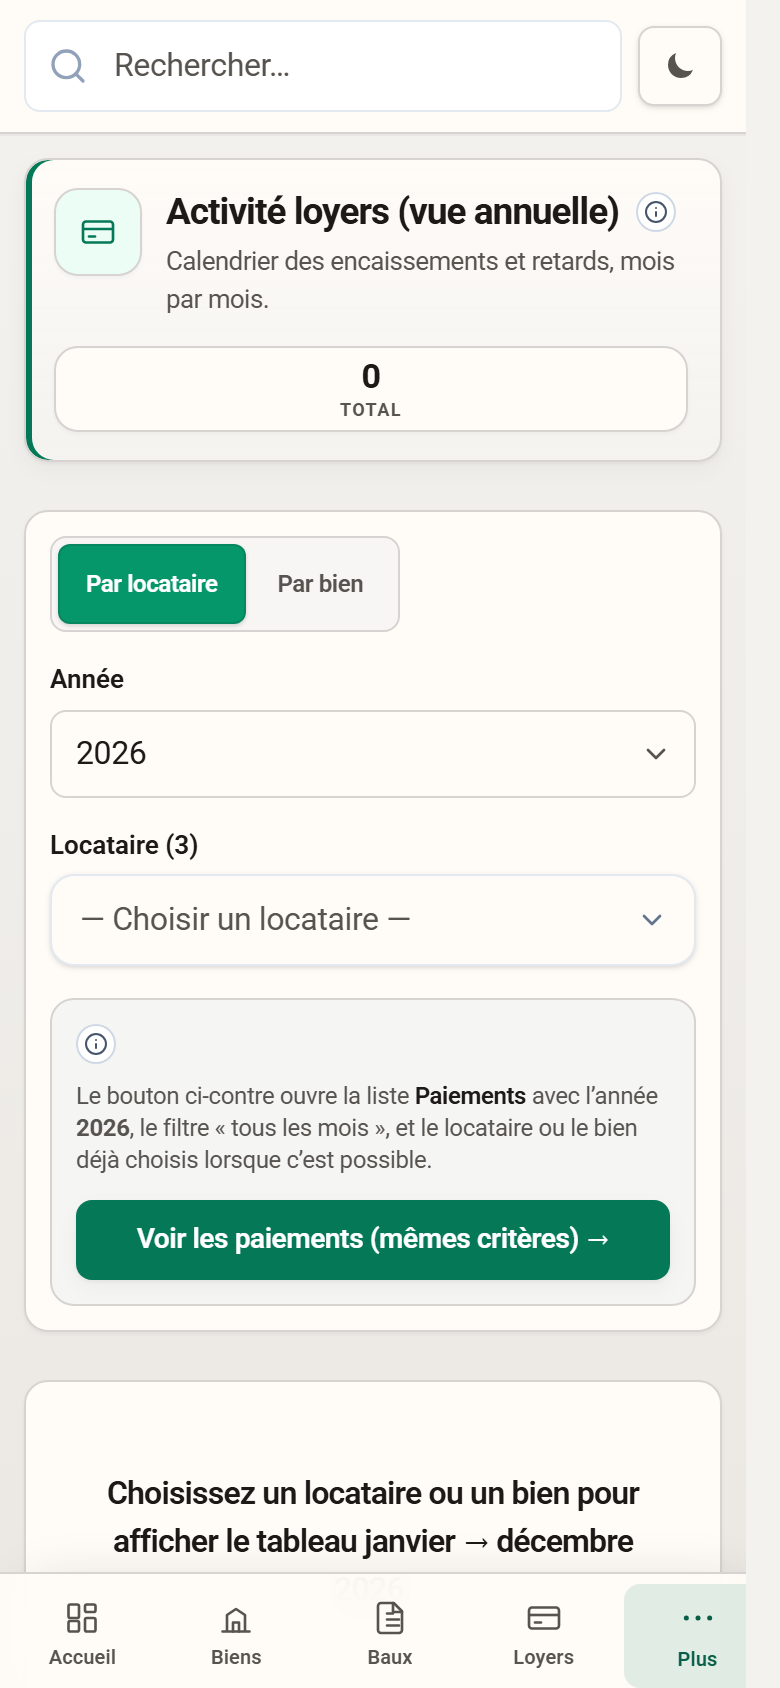 Rechercher...
Activité loyers (vue annuelle)
Calendrier des encaissements et retards, mois
par mois.
0
TOTAL
Par locataire
Par bien
Année
2026
Locataire (3)
— Choisir un locataire —
Le bouton ci-contre ouvre la liste Paiements avec l’année
2026, le filtre « tous les mois », et le locataire ou le bien
déjà choisis lorsque c’est possible.
Voir les paiements (mêmes critères) →
Choisissez un locataire ou un bien pour
afficher le tableau janvier → décembre
2026.
Accueil
Biens
Baux
Loyers
Plus